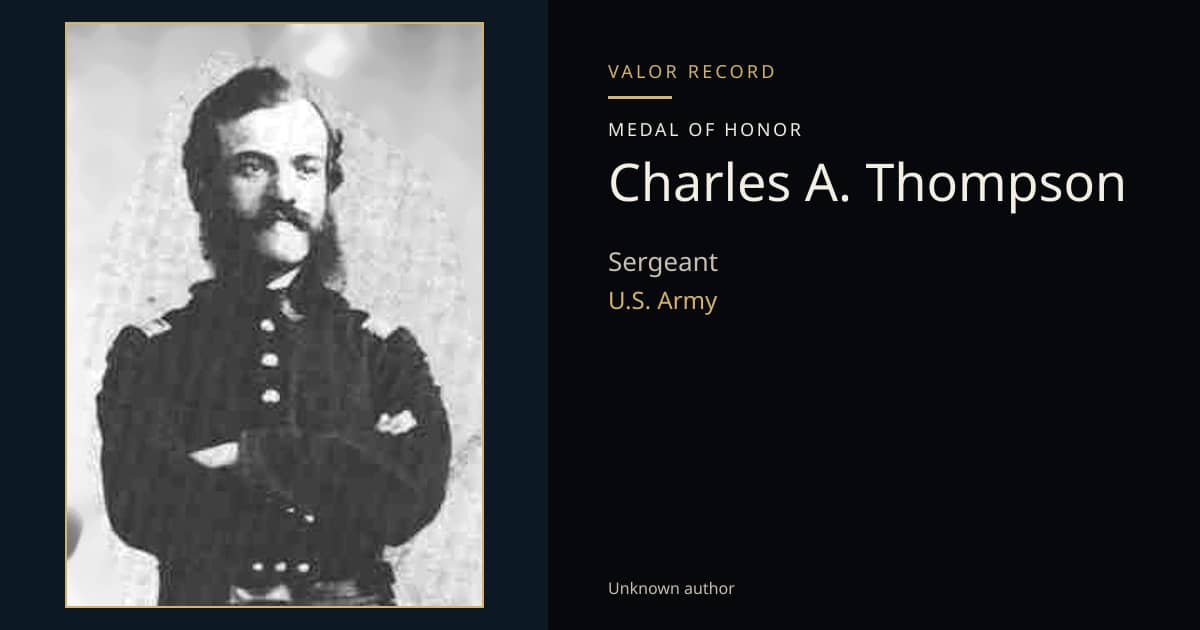 VALOR RECORD
MEDAL OF HONOR
Charles A. Thompson
Sergeant
U.S. Army
Unknown author